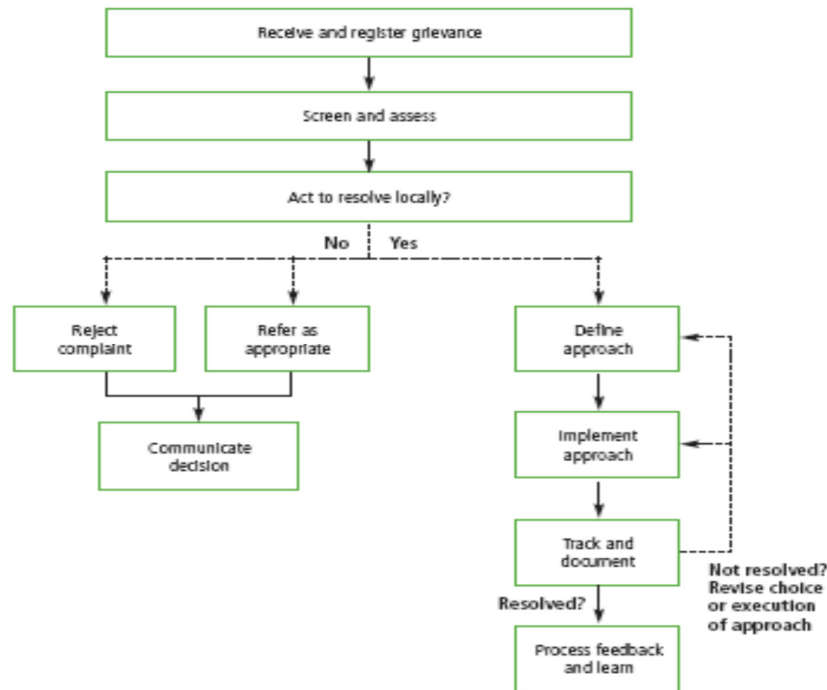 Receive and register grievance
Screen and assess
Act to resolve locally?
No
Yes
Reject
complaint
Refer as
appropriate
Define
approach
Communicate
decision
Implement
approach
Track and
document
Not resolved?
Revise choice
or execution
of approach
Resolved?
Process feedback
and learn